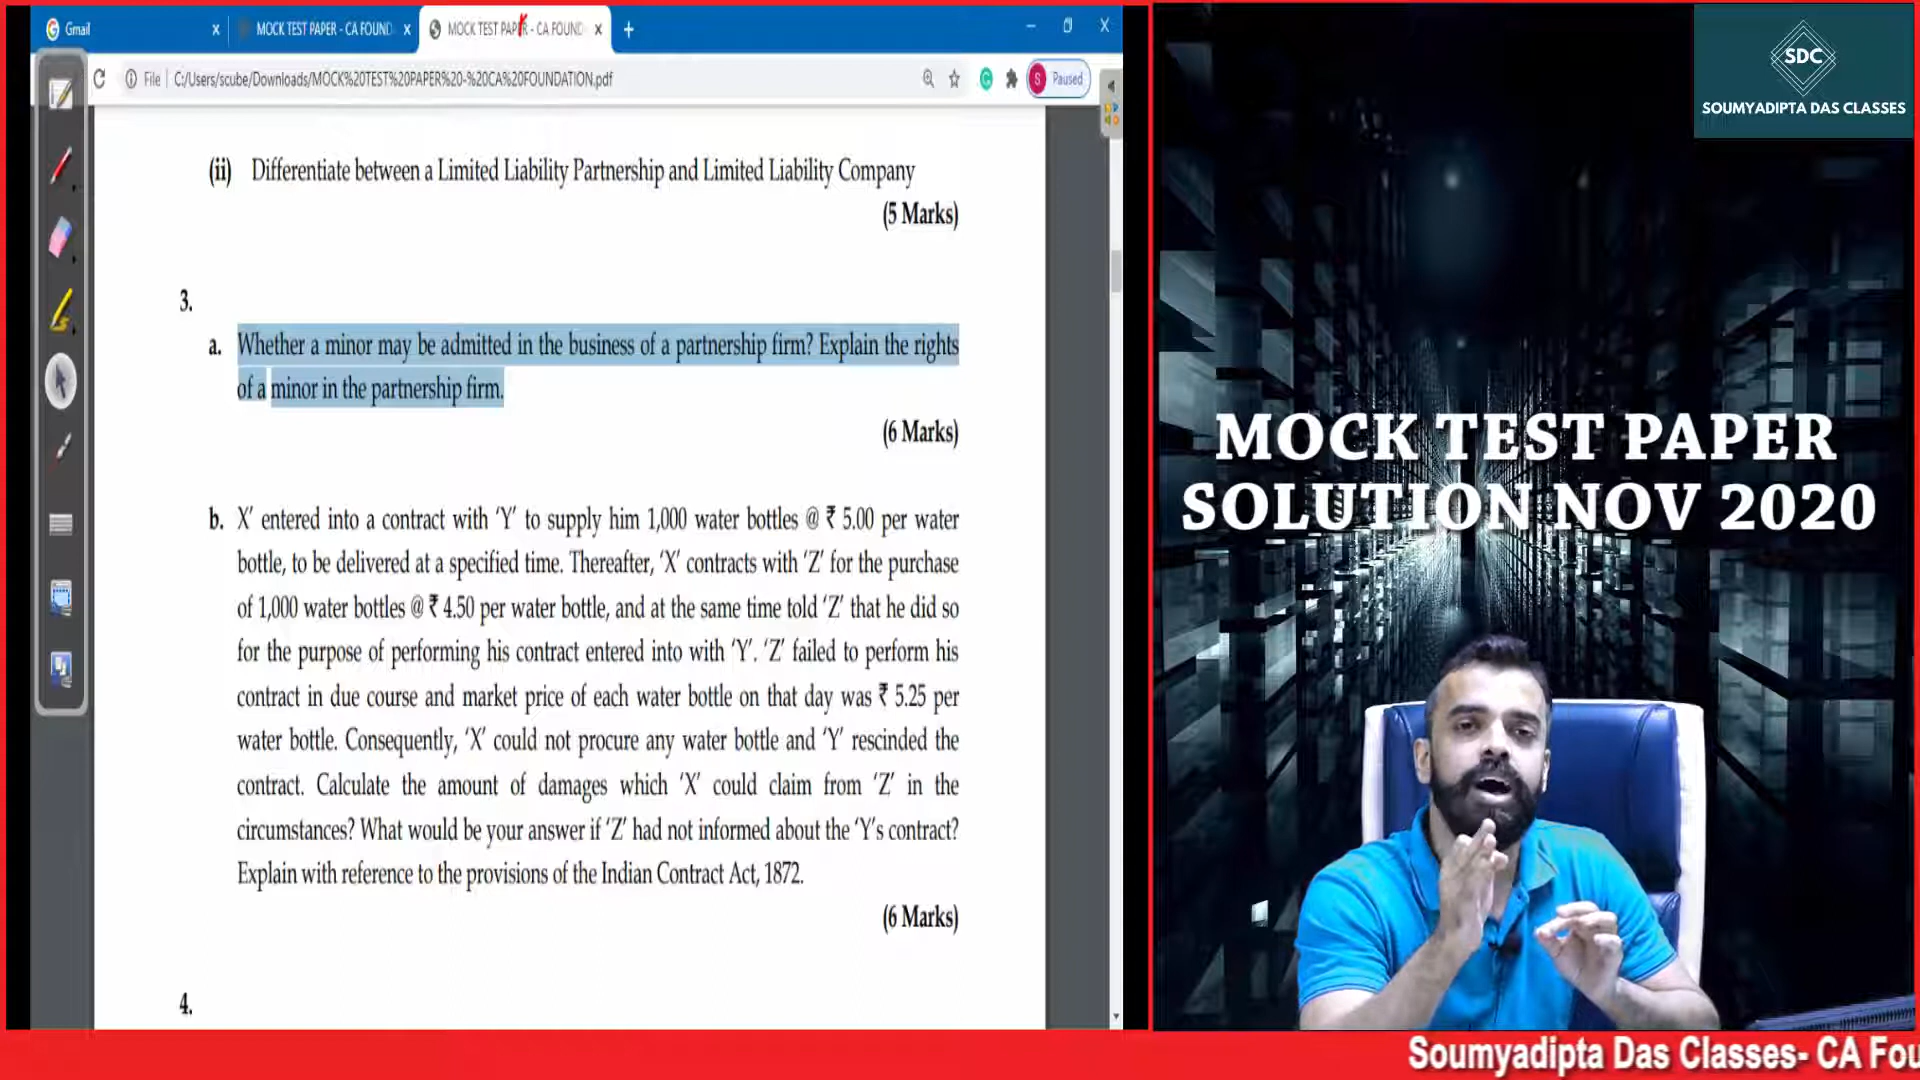 Gmail
MOCK TEST PAPER - CA FOUND
MOCK TEST PAPER - CA FOUND
File | C:/Users/scube/Downloads/MOCK%20TEST%20PAPER%20-%20CA%20FOUNDATION.pdf
S Paused
SDC
SOUMYADIPTA DAS CLASSES
(ii) Differentiate between a Limited Liability Partnership and Limited Liability Company
(5 Marks)
3.
a. Whether a minor may be admitted in the business of a partnership firm? Explain the rights
of a minor in the partnership firm.
(6 Marks)
b. X' entered into a contract with 'Y' to supply him 1,000 water bottles @ ₹ 5.00 per water
bottle, to be delivered at a specified time. Thereafter, 'X' contracts with 'Z' for the purchase
of 1,000 water bottles @ ₹ 4.50 per water bottle, and at the same time told 'Z' that he did so
for the purpose of performing his contract entered into with 'Y'. 'Z' failed to perform his
contract in due course and market price of each water bottle on that day was ₹ 5.25 per
water bottle. Consequently, 'X' could not procure any water bottle and 'Y' rescinded the
contract. Calculate the amount of damages which 'X' could claim from 'Z' in the
circumstances? What would be your answer if 'Z' had not informed about the 'Y's contract?
Explain with reference to the provisions of the Indian Contract Act, 1872.
(6 Marks)
4.
MOCK TEST PAPER
SOLUTION NOV 2020
Soumyadipta Das Classes- CA Fou